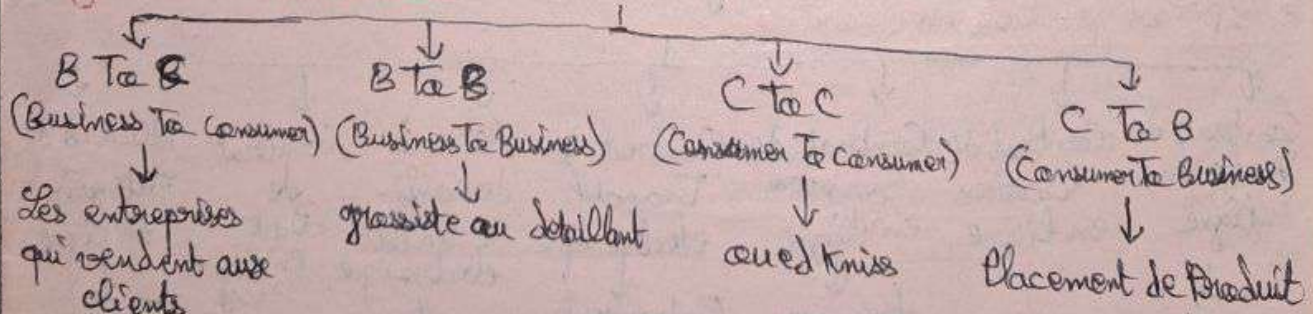 B To C
(Business To Consumer)
Les entreprises
qui vendent aux
clients
B To B
(Business To Business)
grossiste au détaillant
C To C
(Consumer To consumer)
oued Kniss
C To B
(Consumer To Business)
Placement de Produit